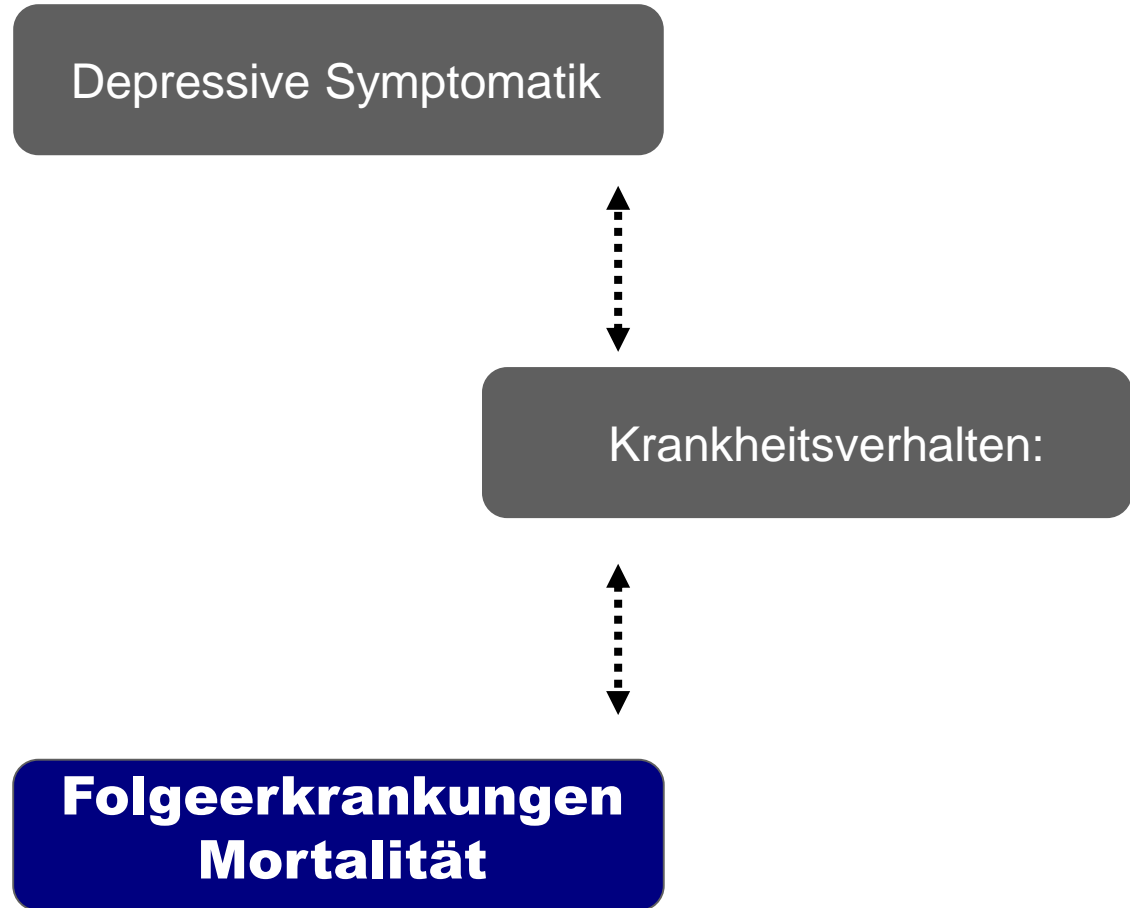 Depressive Symptomatik
Krankheitsverhalten:
Folgeerkrankungen
Mortalität